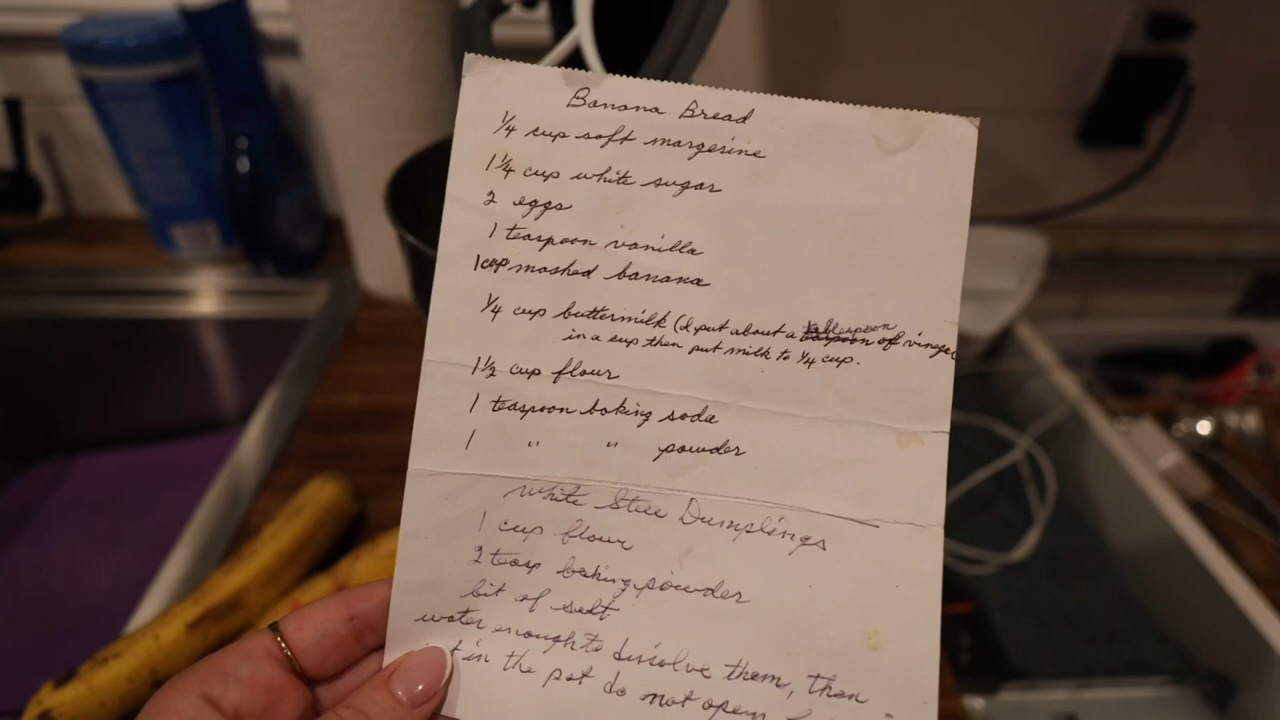 Banana Bread
1/4 cup soft margerine
1 1/4 cup white sugar
2 eggs
1 teaspoon vanilla
1 cup mashed banana
1/4 cup buttermilk (I put about a tablespoon of vinegar
in a cup then put milk to 1/4 cup.
1 1/2 cup flour
1 teaspoon baking soda
1 " " powder
White Stew Dumplings
1 cup flour
2 teasp baking powder
bit of salt
water enough to dissolve them, then
in the pot do not open